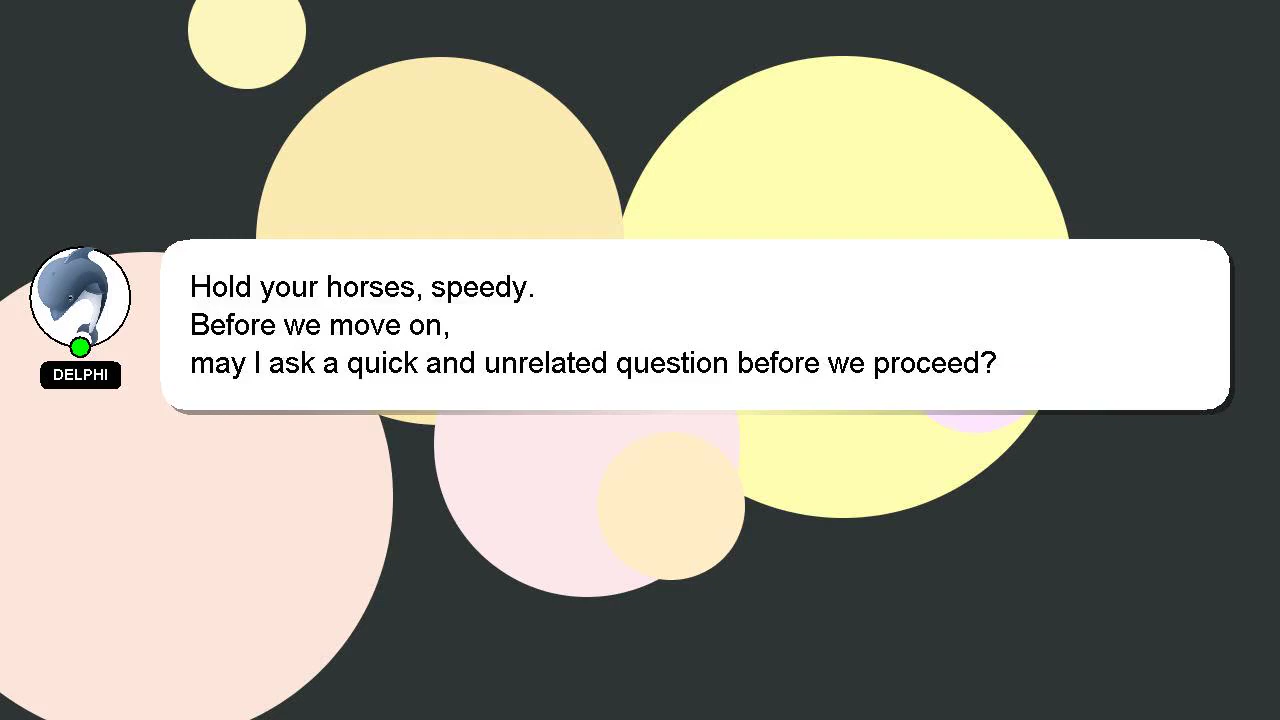 Hold your horses, speedy.
Before we move on,
may I ask a quick and unrelated question before we proceed?
DELPHI